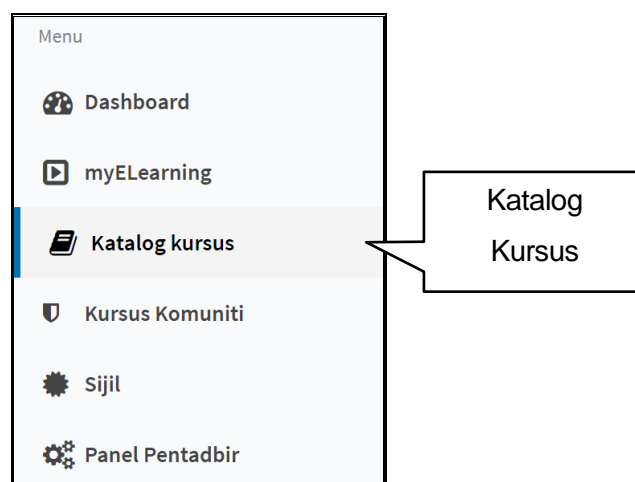 Menu
Dashboard
myELearning
Katalog kursus
Katalog
Kursus
Kursus Komuniti
Sijil
Panel Pentadbir